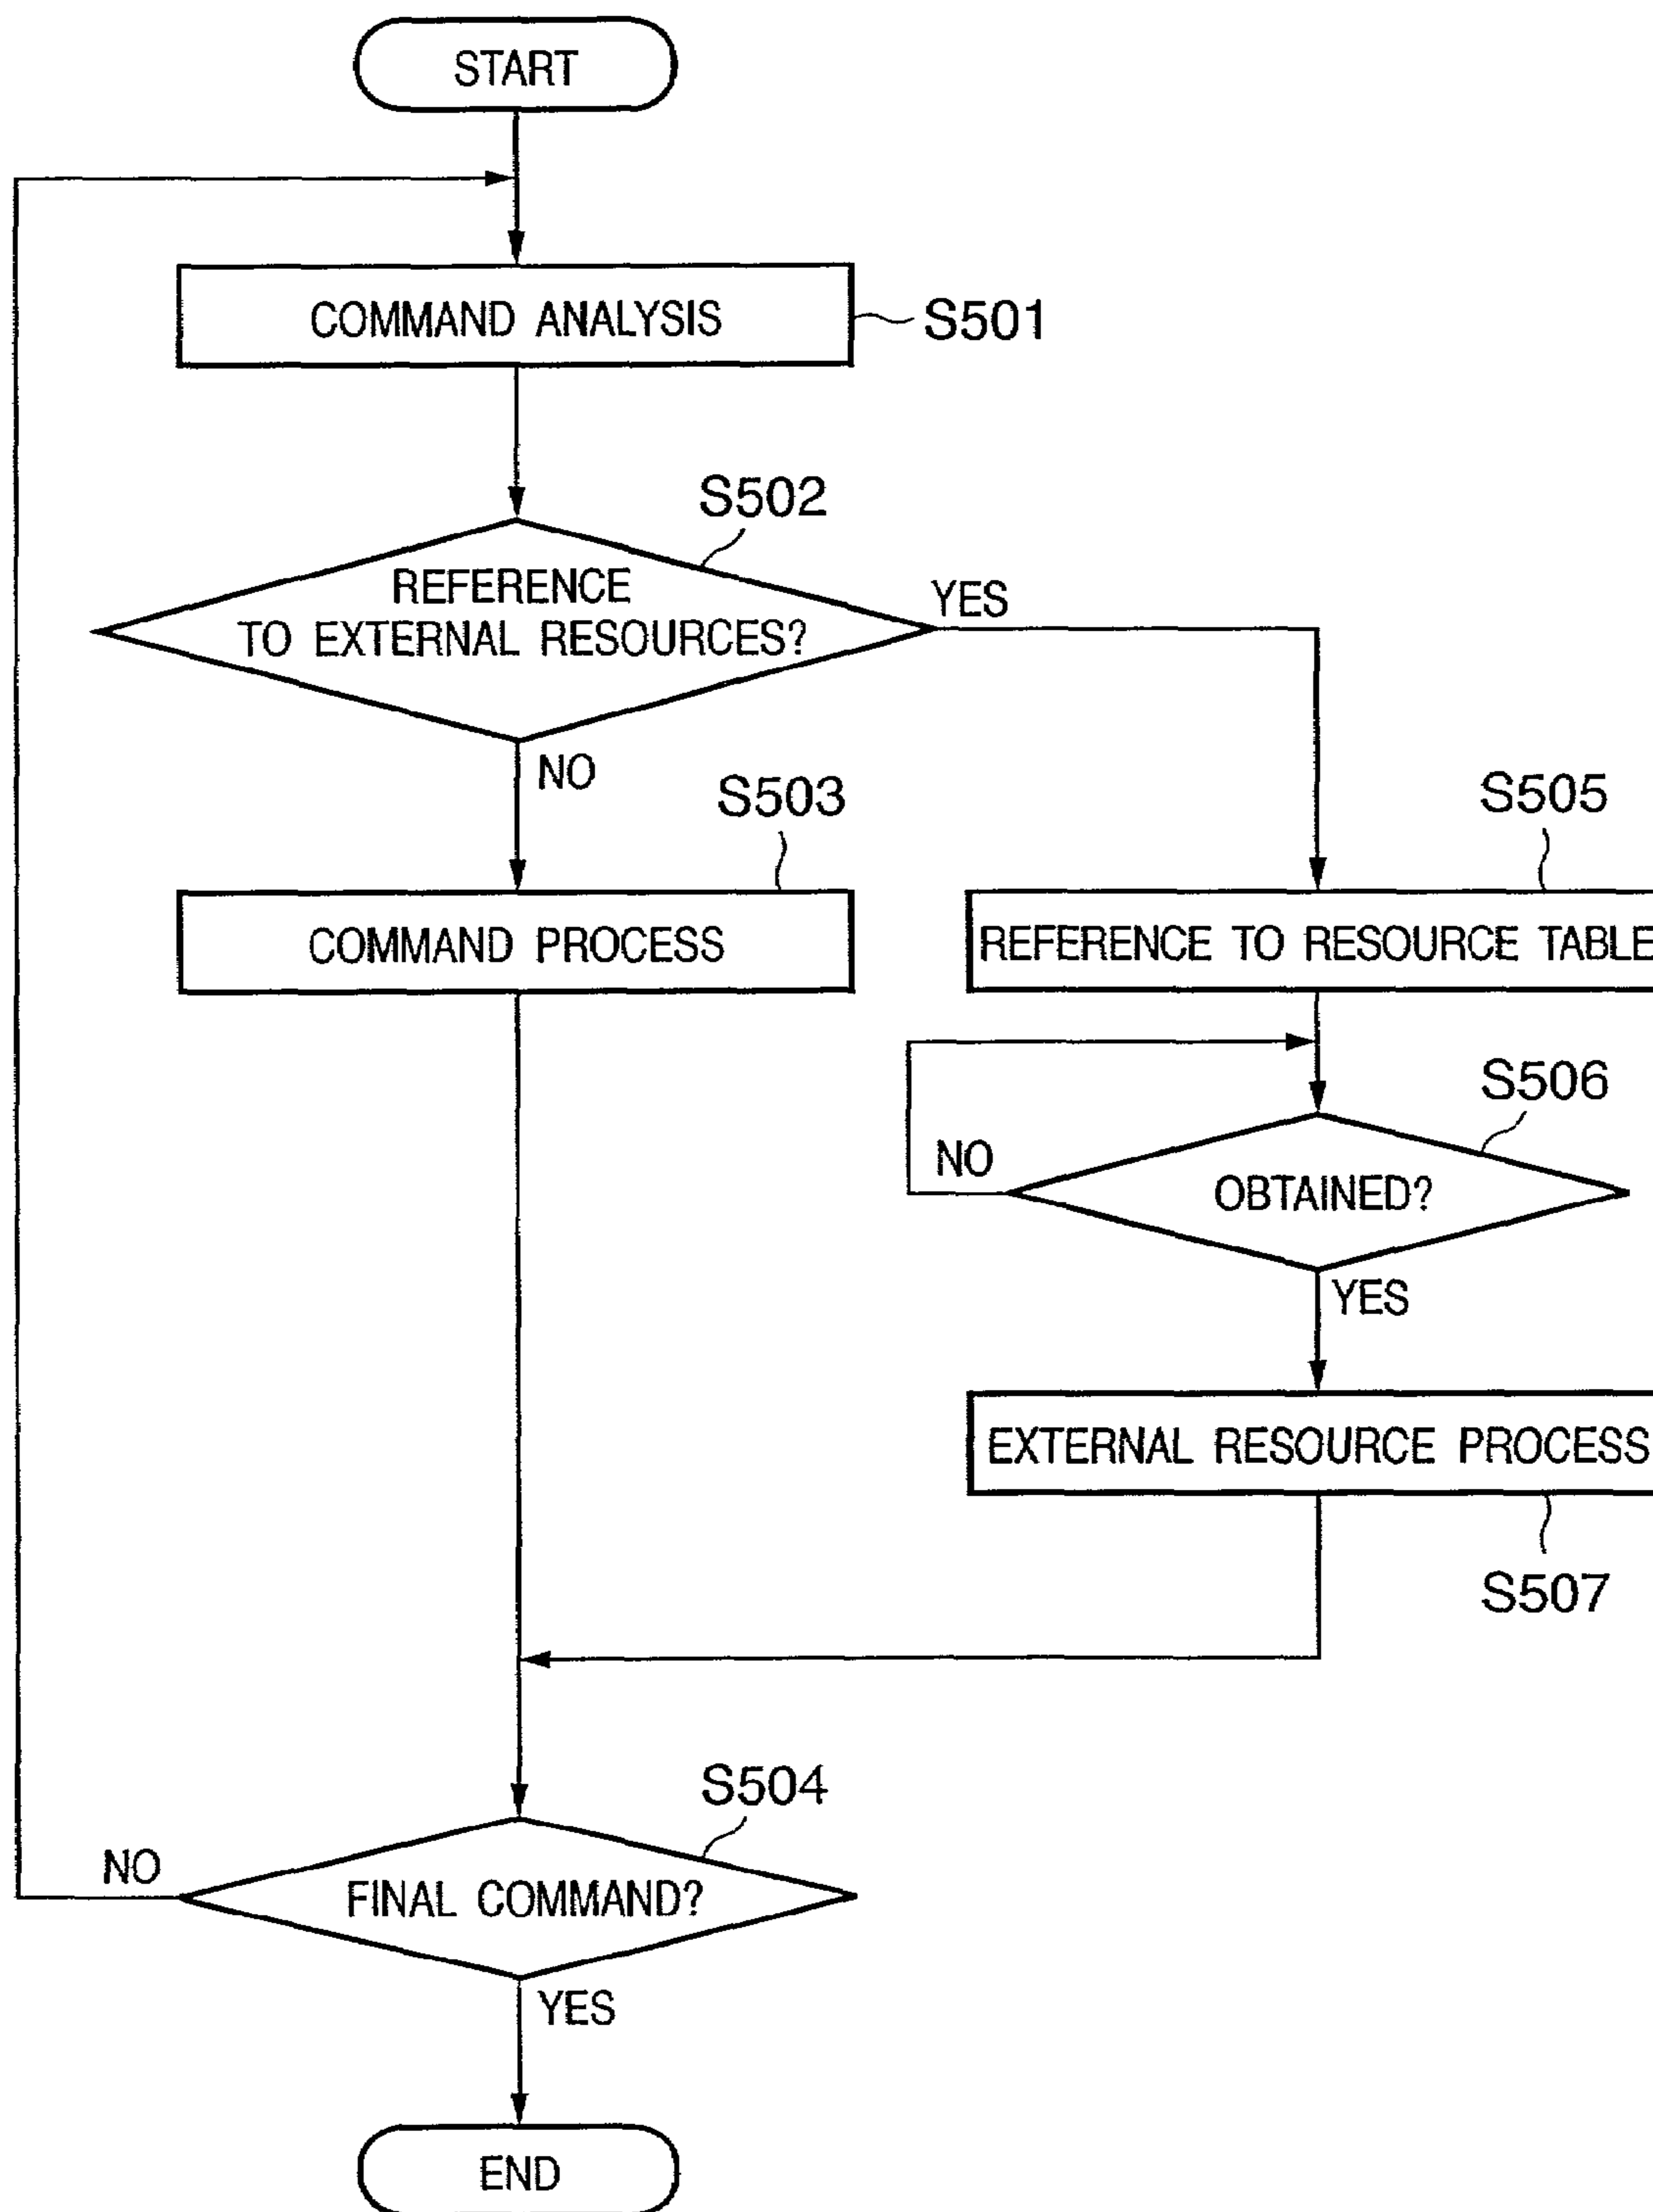 START
COMMAND ANALYSIS
S501
S502
REFERENCE
TO EXTERNAL RESOURCES?
YES
NO
S503
COMMAND PROCESS
S505
REFERENCE TO RESOURCE TABLE
S506
NO
OBTAINED?
YES
EXTERNAL RESOURCE PROCESS
S507
S504
NO
FINAL COMMAND?
YES
END